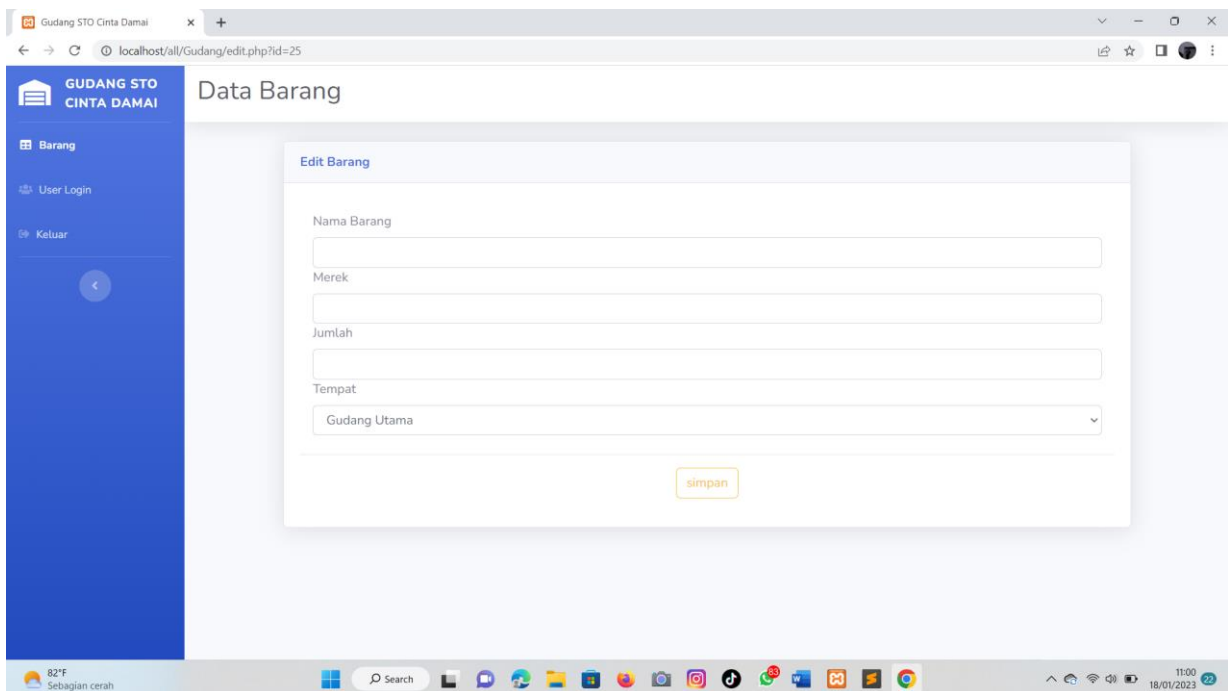 Gudang STO Cinta Damai
localhost/all/Gudang/edit.php?id=25
GUDANG STO
CINTA DAMAI
Data Barang
Barang
User Login
Keluar
Edit Barang
Nama Barang
Merek
Jumlah
Tempat
Gudang Utama
simpan
82°F
Sebagian cerah
Search
83
11:00
18/01/2023
22